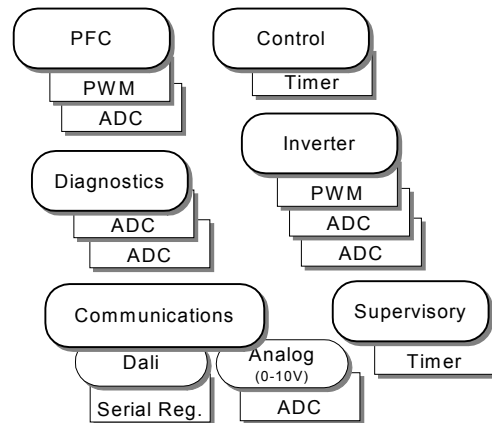 PFC
PWM
ADC
Control
Timer
Inverter
PWM
ADC
ADC
Diagnostics
ADC
ADC
Communications
Dali
Serial Reg.
Analog
(0-10V)
ADC
Supervisory
Timer